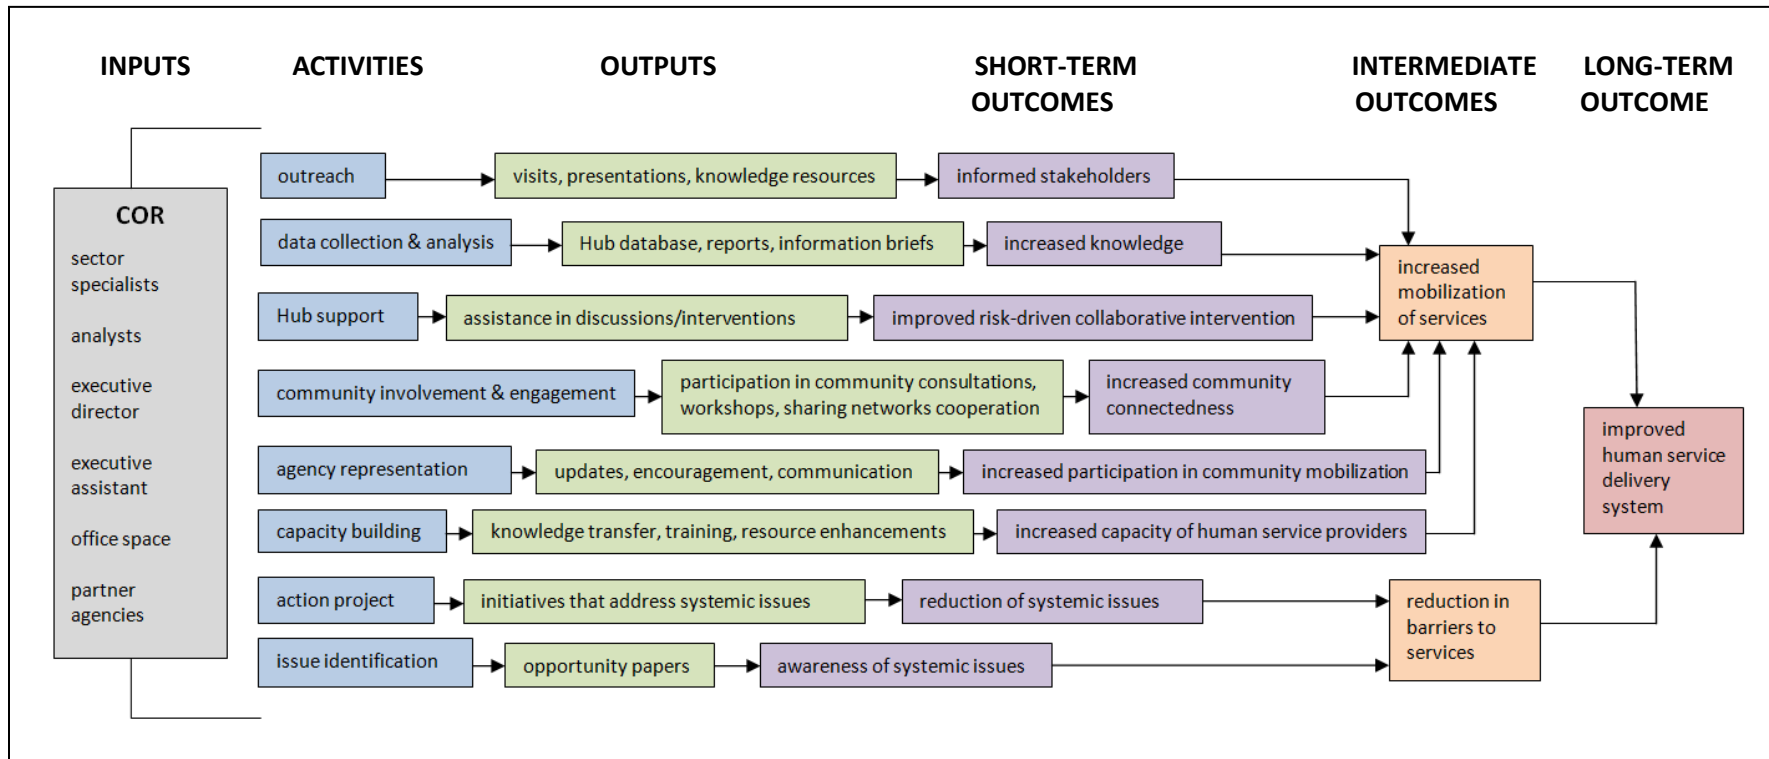 INPUTS
ACTIVITIES
OUTPUTS
SHORT-TERM
OUTCOMES
INTERMEDIATE
OUTCOMES
LONG-TERM
OUTCOME
COR
sector
specialists
analysts
executive
director
executive
assistant
office space
partner
agencies
outreach
visits, presentations, knowledge resources
informed stakeholders
data collection & analysis
Hub database, reports, information briefs
increased knowledge
Hub support
assistance in discussions/interventions
improved risk-driven collaborative intervention
community involvement & engagement
participation in community consultations,
workshops, sharing networks cooperation
increased community
connectedness
agency representation
updates, encouragement, communication
increased participation in community mobilization
capacity building
knowledge transfer, training, resource enhancements
increased capacity of human service providers
action project
initiatives that address systemic issues
reduction of systemic issues
issue identification
opportunity papers
awareness of systemic issues
increased
mobilization
of services
reduction in
barriers to
services
improved
human service
delivery
system